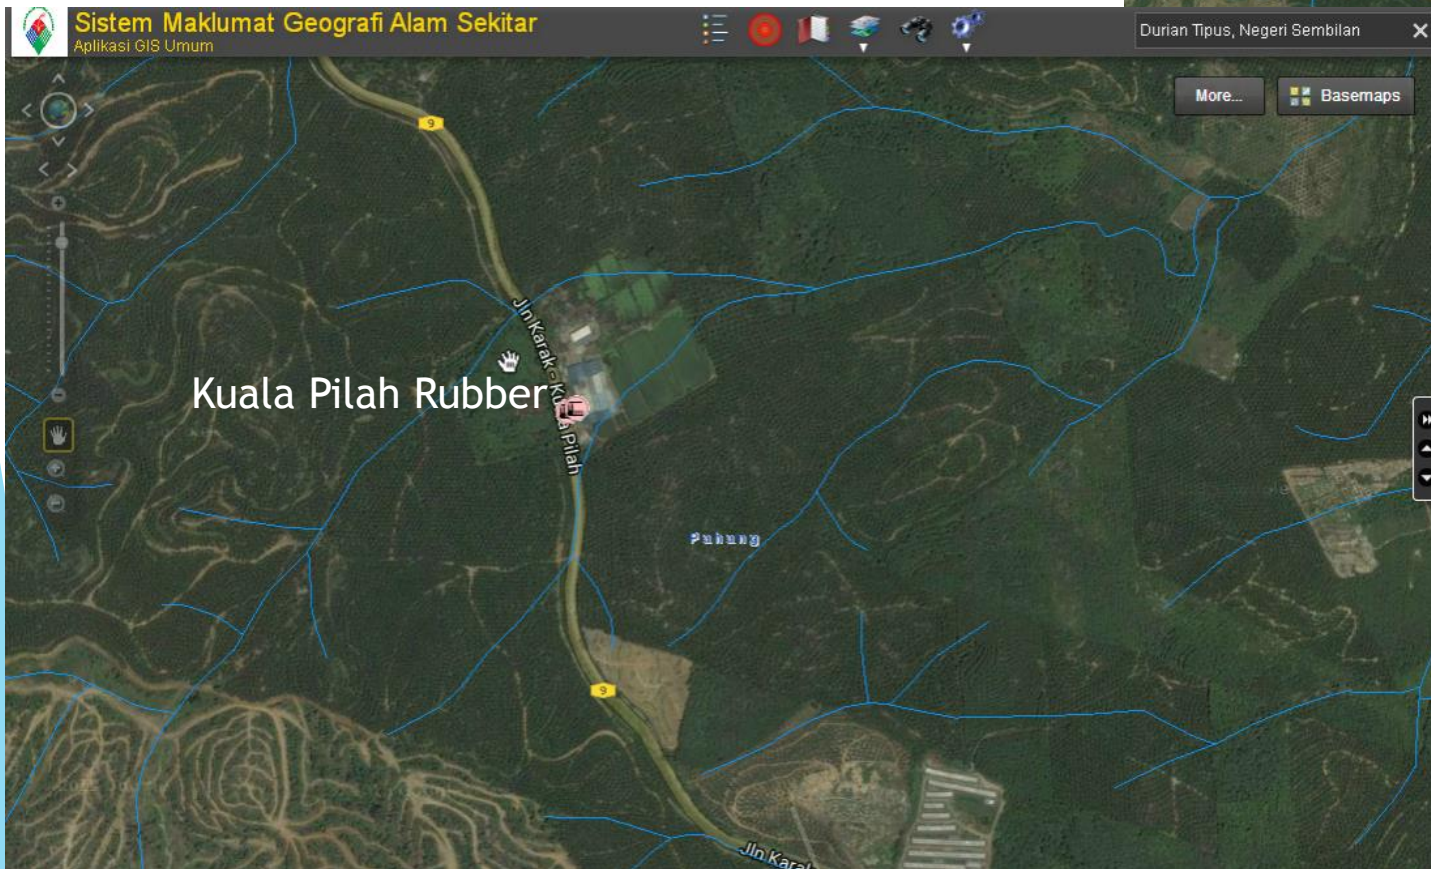 Sistem Maklumat Geografi Alam Sekitar
Aplikasi GIS Umum
Durian Tipus, Negeri Sembilan
More...
Basemaps
9
Jln Karak - Kuala Pilah
Kuala Pilah Rubber
9
Jln Karak